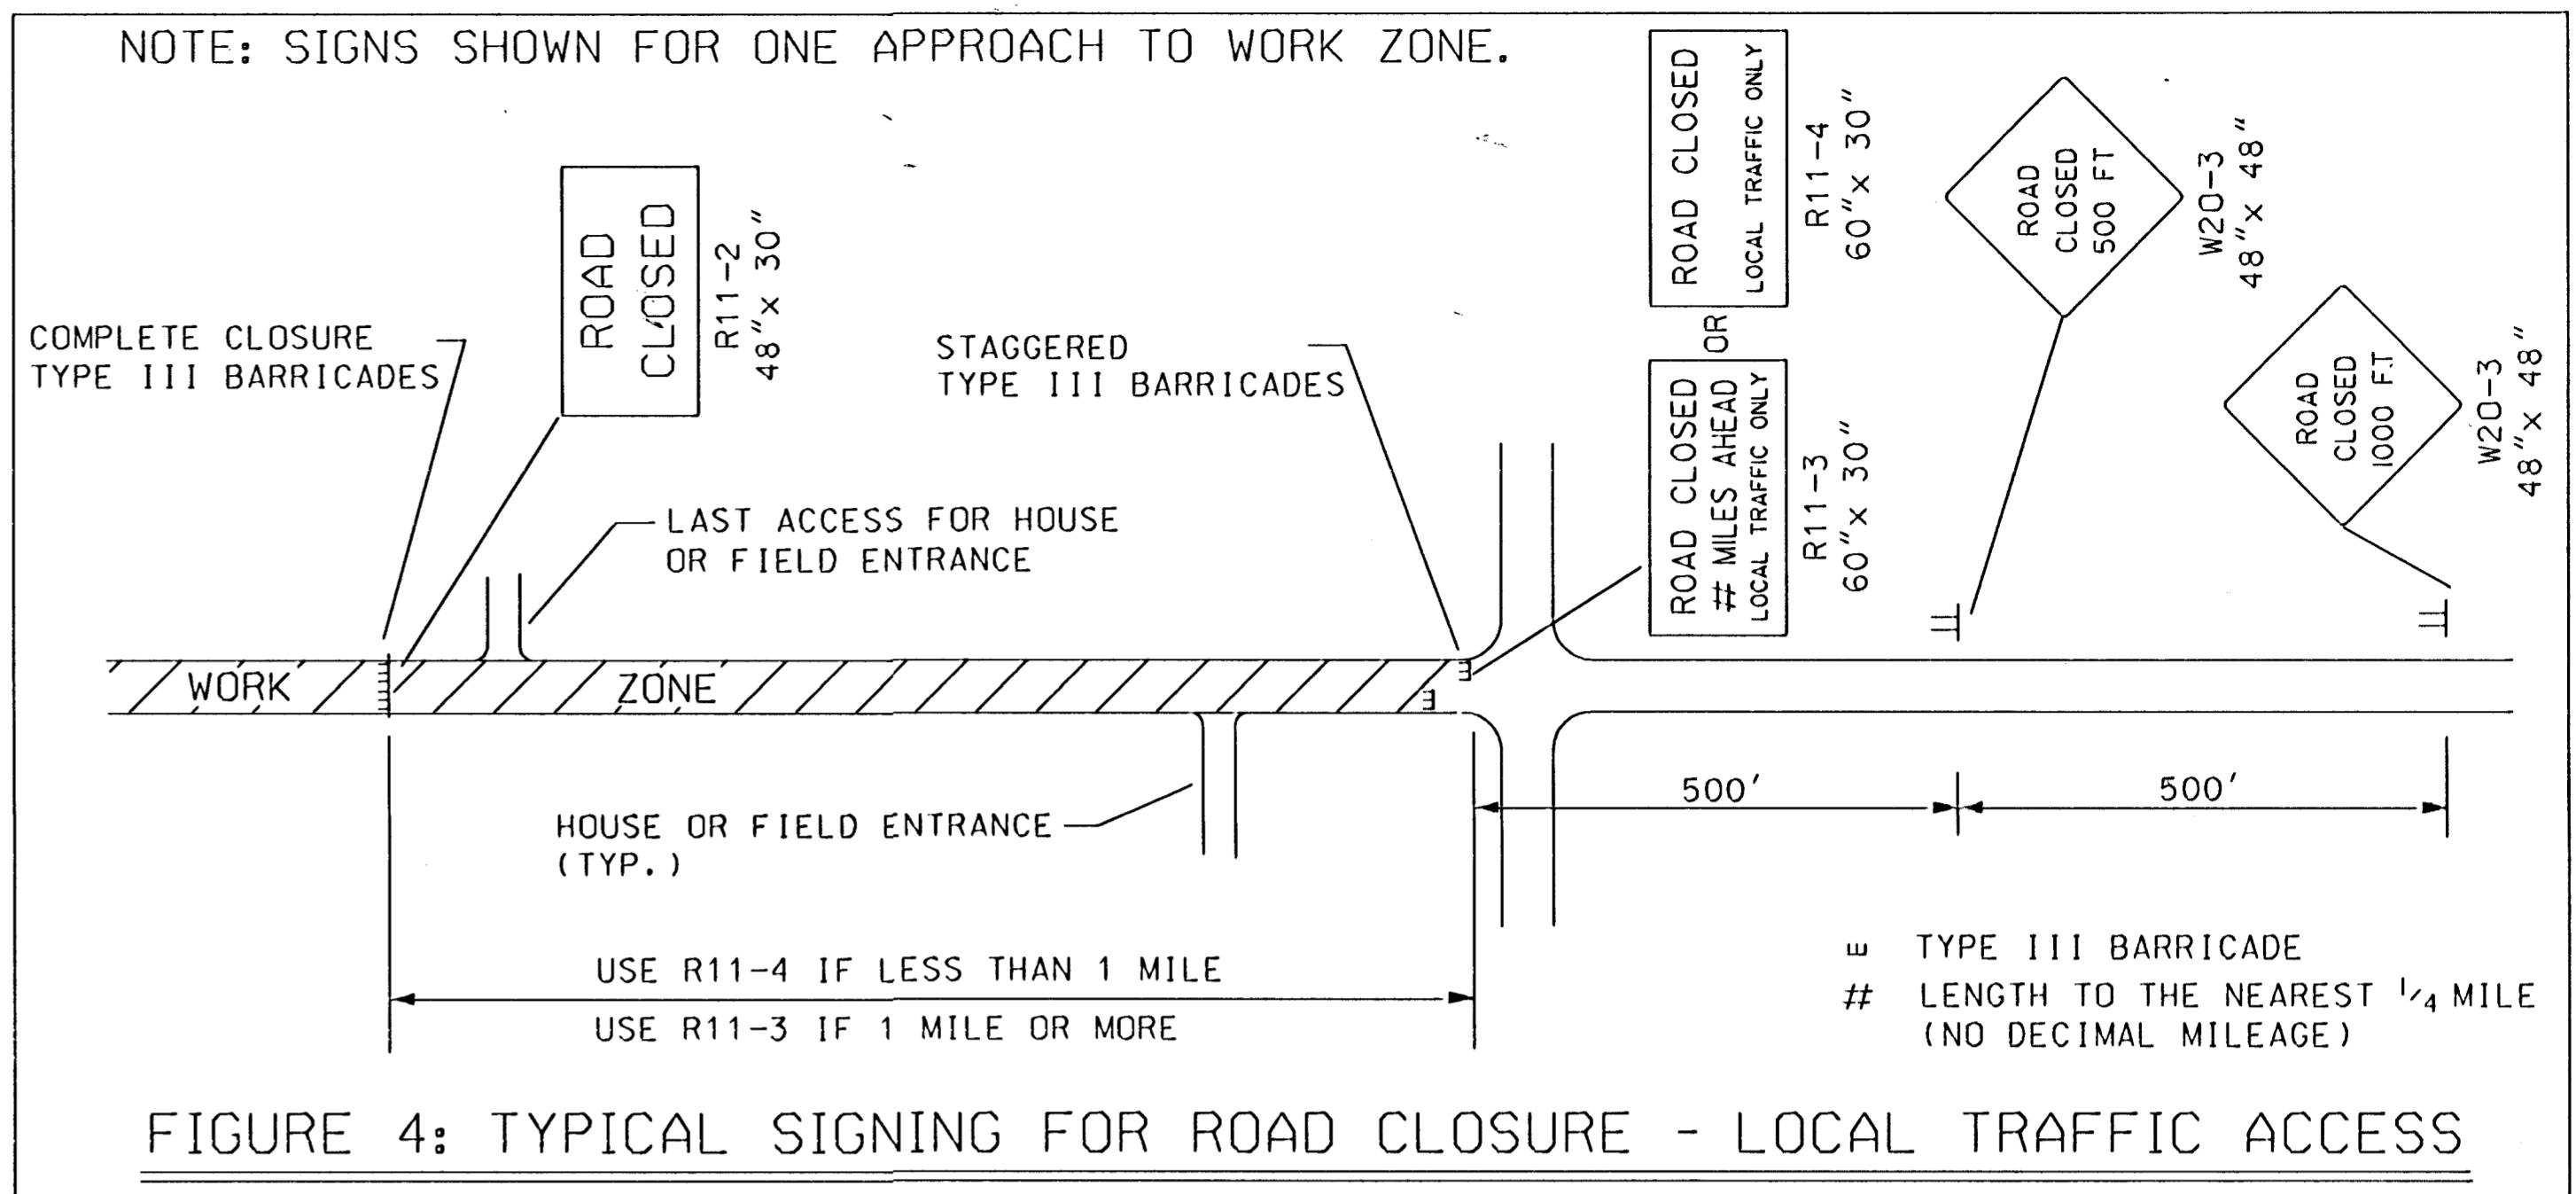 NOTE: SIGNS SHOWN FOR ONE APPROACH TO WORK ZONE.
COMPLETE CLOSURE
TYPE III BARRICADES
ROAD
CLOSED
R11-2
48"x 30"
LAST ACCESS FOR HOUSE
OR FIELD ENTRANCE
STAGGERED
TYPE III BARRICADES
ROAD CLOSED
LOCAL TRAFFIC ONLY
R11-4
60"x 30"
OR
ROAD CLOSED
# MILES AHEAD
LOCAL TRAFFIC ONLY
R11-3
60"x 30"
ROAD
CLOSED
500 FT
W20-3
48"x 48"
ROAD
CLOSED
1000 FT
W20-3
48"x 48"
WORK ZONE
HOUSE OR FIELD ENTRANCE
(TYP.)
500' 500'
USE R11-4 IF LESS THAN 1 MILE
USE R11-3 IF 1 MILE OR MORE
TYPE III BARRICADE
# LENGTH TO THE NEAREST 1/4 MILE
(NO DECIMAL MILEAGE)
FIGURE 4: TYPICAL SIGNING FOR ROAD CLOSURE - LOCAL TRAFFIC ACCESS